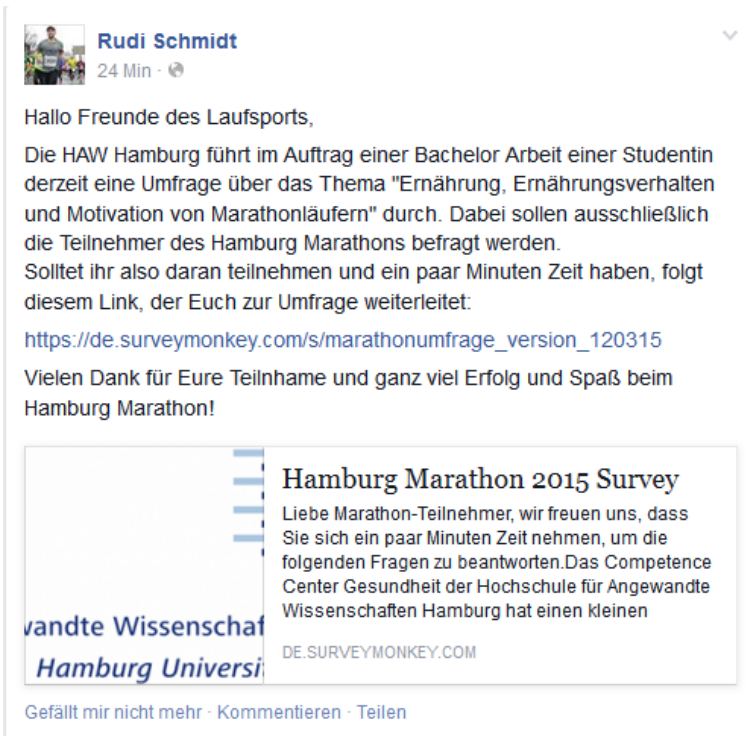 Rudi Schmidt
24 Min ·
Hallo Freunde des Laufsports,
Die HAW Hamburg führt im Auftrag einer Bachelor Arbeit einer Studentin
derzeit eine Umfrage über das Thema "Ernährung, Ernährungsverhalten
und Motivation von Marathonläufern" durch. Dabei sollen ausschließlich
die Teilnehmer des Hamburg Marathons befragt werden.
Solltet ihr also daran teilnehmen und ein paar Minuten Zeit haben, folgt
diesem Link, der Euch zur Umfrage weiterleitet:
https://de.surveymonkey.com/s/marathonumfrage_version_120315
Vielen Dank für Eure Teilnhame und ganz viel Erfolg und Spaß beim
Hamburg Marathon!
Hamburg Marathon 2015 Survey
Liebe Marathon-Teilnehmer, wir freuen uns, dass
Sie sich ein paar Minuten Zeit nehmen, um die
folgenden Fragen zu beantworten.Das Competence
Center Gesundheit der Hochschule für Angewandte
Wissenschaften Hamburg hat einen kleinen
DE.SURVEYMONKEY.COM
wandte Wissenschaf
Hamburg Universi
Gefällt mir nicht mehr · Kommentieren · Teilen